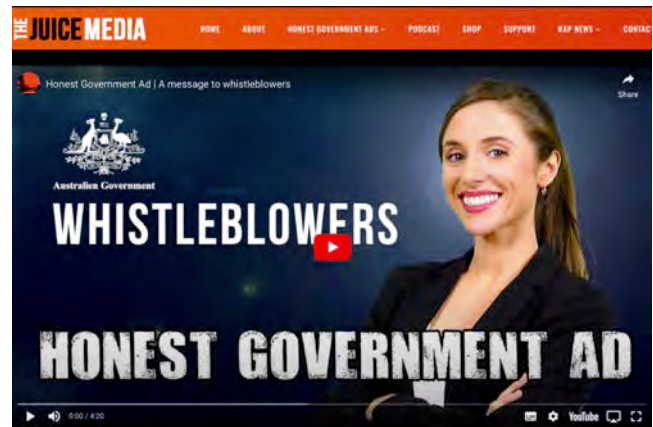 THE JUICE MEDIA
HOME ABOUT HONEST GOVERNMENT ADS PODCAST SHOP SUPPORT RAP NEWS CONTACT
Honest Government Ad | A message to whistleblowers
Share
Australien Government
WHISTLEBLOWERS
HONEST GOVERNMENT AD
0:00 / 4:20
YouTube